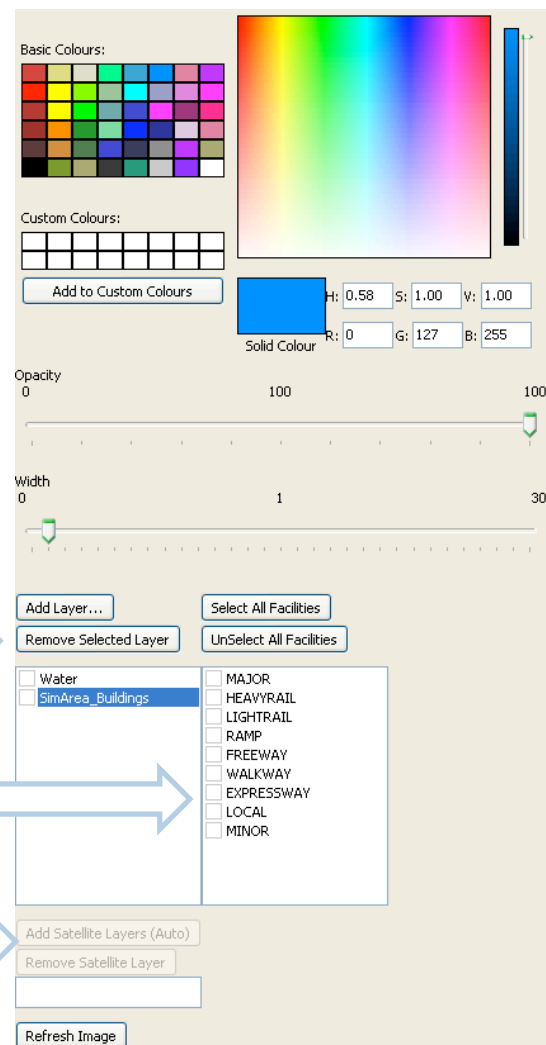 Basic Colours:
Custom Colours:
Add to Custom Colours
H: 0.58 S: 1.00 V: 1.00
R: 0 G: 127 B: 255
Solid Colour
Opacity
0 100 100
Width
0 1 30
Add Layer... Select All Facilities
Remove Selected Layer UnSelect All Facilities
Water MAJOR
SimArea_Buildings HEAVYRAIL
LIGHTRAIL
RAMP
FREEWAY
WALKWAY
EXPRESSWAY
LOCAL
MINOR
Add Satellite Layers (Auto)
Remove Satellite Layer
Refresh Image